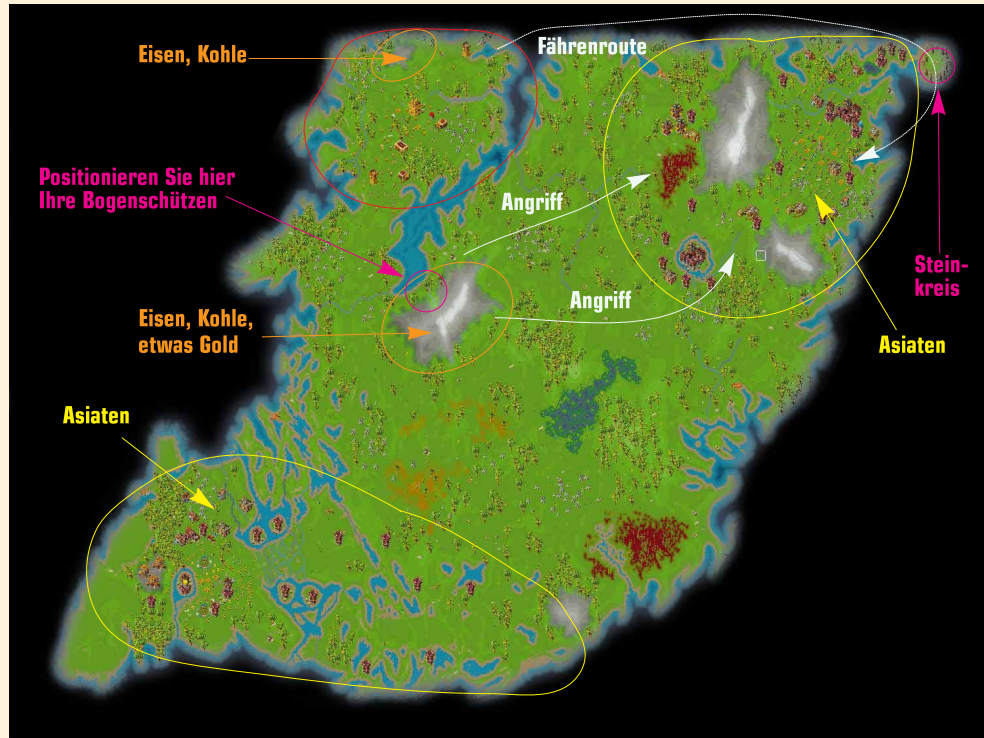 Fährenroute
Eisen, Kohle
Positionieren Sie hier
Ihre Bogenschützen
Angriff
Stein-
kreis
Angriff
Eisen, Kohle,
etwas Gold
Asiaten
Asiaten